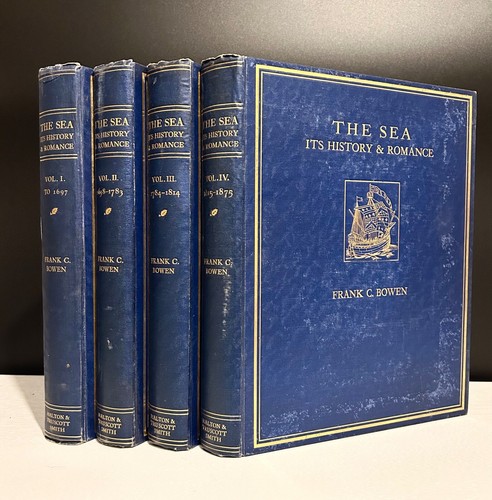 THE SEA
ITS HISTORY
& ROMANCE
VOL. I.
TO 1697
FRANK C.
BOWEN
HALTON &
TRUSCOTT
SMITH
THE SEA
ITS HISTORY
& ROMANCE
VOL. II.
1698-1783
FRANK C.
BOWEN
HALTON &
TRUSCOTT
SMITH
THE SEA
ITS HISTORY
& ROMANCE
VOL. III.
1784-1814
FRANK C.
BOWEN
HALTON &
TRUSCOTT
SMITH
THE SEA
ITS HISTORY
& ROMANCE
VOL. IV.
1815-1875
FRANK C.
BOWEN
HALTON &
TRUSCOTT
SMITH
THE SEA
ITS HISTORY & ROMANCE
FRANK C. BOWEN